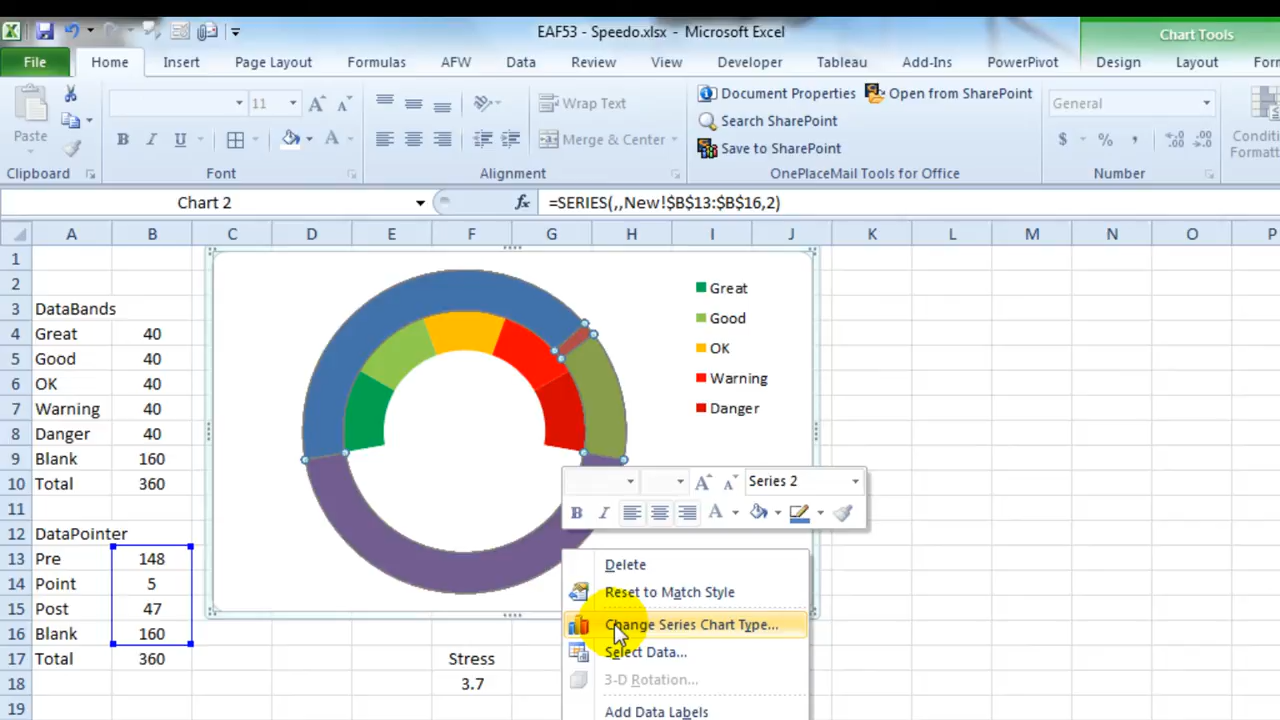 EAF53 - Speedo.xlsx - Microsoft Excel
Chart Tools
File Home Insert Page Layout Formulas AFW Data Review View Developer Tableau Add-Ins PowerPivot Design Layout
Paste
11
Wrap Text
Merge & Center
Document Properties
Open from SharePoint
Search SharePoint
Save to SharePoint
General
$ % ,
Clipboard Font Alignment OnePlaceMail Tools for Office Number
Chart 2
fx =SERIES(,,New!$B$13:$B$16,2)
A B C D E F G H I J K L M N O P
1
2
3 DataBands
4 Great 40
5 Good 40
6 OK 40
7 Warning 40
8 Danger 40
9 Blank 160
10 Total 360
11
12 DataPointer
13 Pre 148
14 Point 5
15 Post 47
16 Blank 160
17 Total 360 Stress
18 3.7
19
Great
Good
OK
Warning
Danger
Series 2
B I A
Delete
Reset to Match Style
Change Series Chart Type...
Select Data...
3-D Rotation...
Add Data Labels